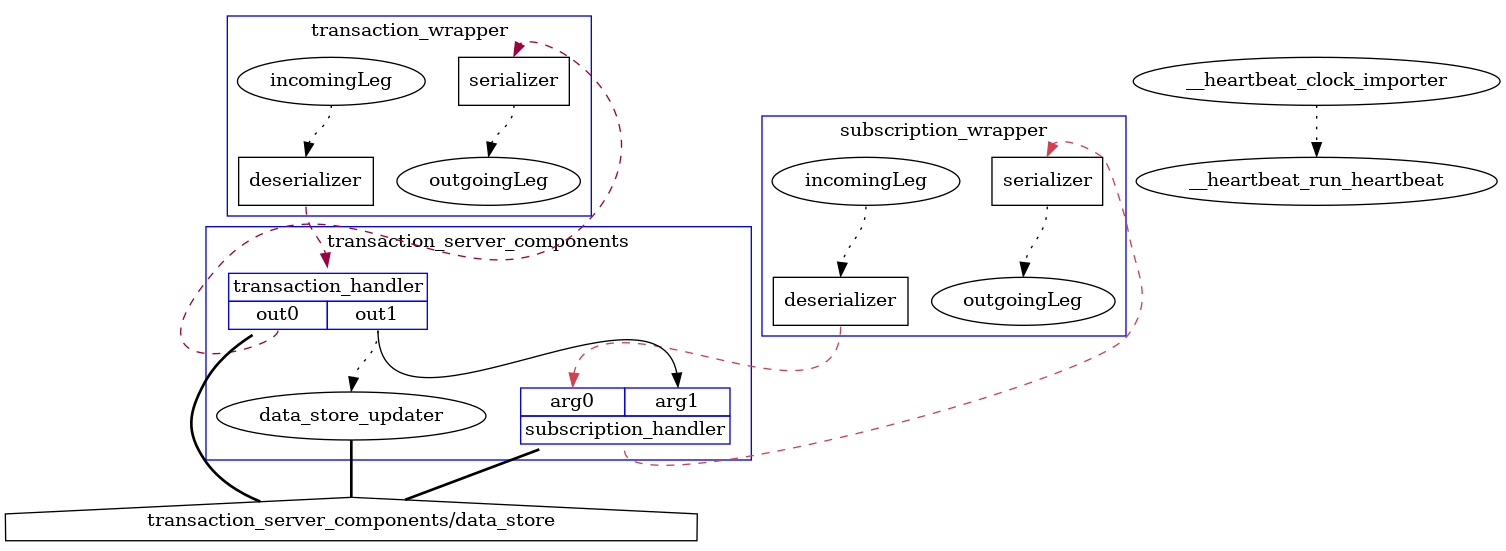 transaction_wrapper
incomingLeg
serializer
deserializer
outgoingLeg
transaction_server_components
transaction_handler
out0
out1
data_store_updater
arg0
arg1
subscription_handler
transaction_server_components/data_store
subscription_wrapper
incomingLeg
serializer
deserializer
outgoingLeg
__heartbeat_clock_importer
__heartbeat_run_heartbeat